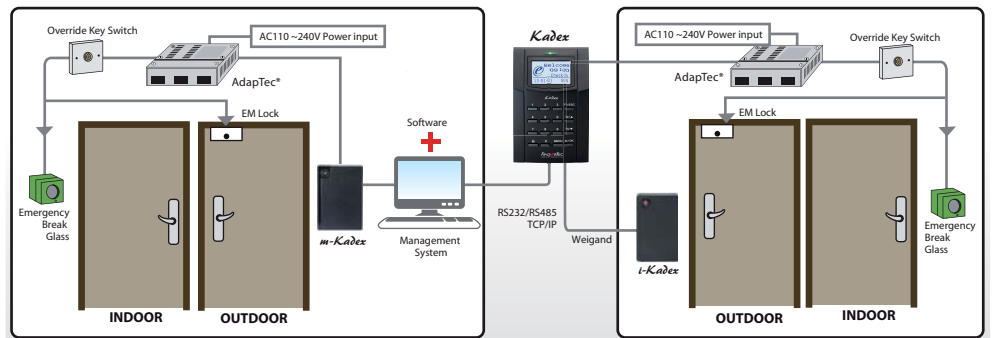 Override Key Switch
AC110 ~240V Power input
AdapTec®
EM Lock
Emergency
Break
Glass
INDOOR
OUTDOOR
m-Kadex
Software
Management
System
Kadex
Welcome
RS232/RS485
TCP/IP
Weigand
i-Kadex
AC110 ~240V Power input
Override Key Switch
AdapTec®
EM Lock
Emergency
Break
Glass
OUTDOOR
INDOOR